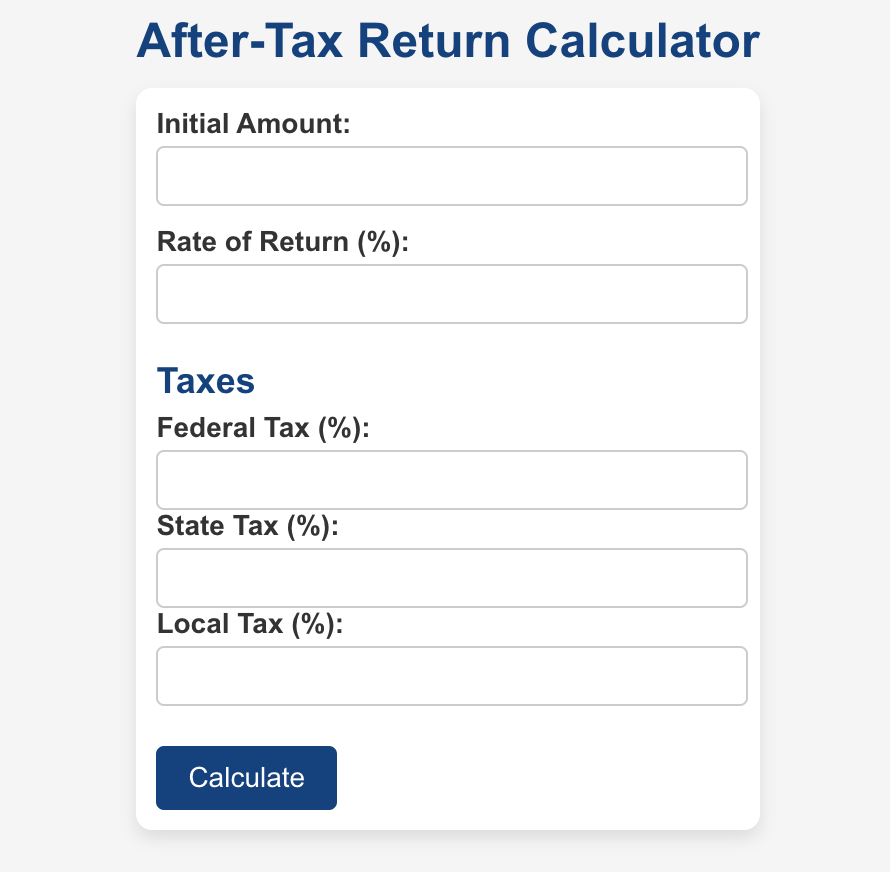 After-Tax Return Calculator
Initial Amount:
Rate of Return (%):
Taxes
Federal Tax (%):
State Tax (%):
Local Tax (%):
Calculate